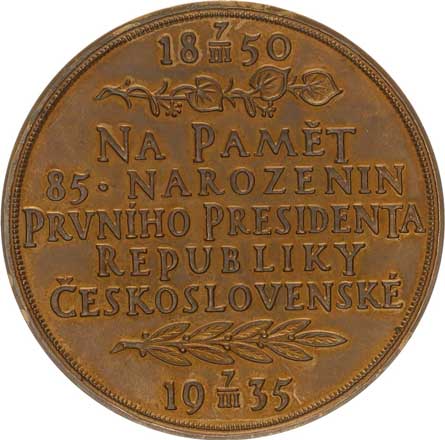 18 7/III 50
NA PAMĚT
85. NAROZENIN
PRVNÍHO PRESIDENTA
REPUBLIKY
ČESKOSLOVENSKÉ
19 7/III 35